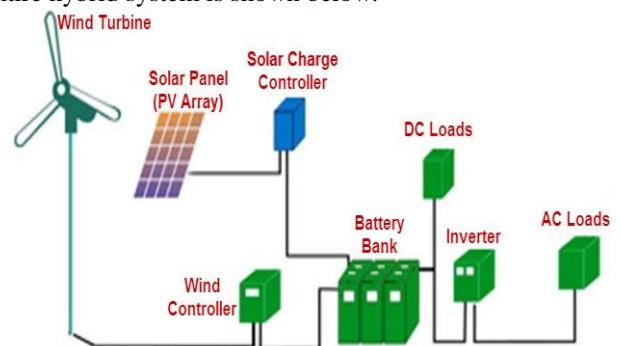 Wind Turbine
Solar Panel
(PV Array)
Solar Charge
Controller
DC Loads
Battery
Bank
Inverter
AC Loads
Wind
Controller